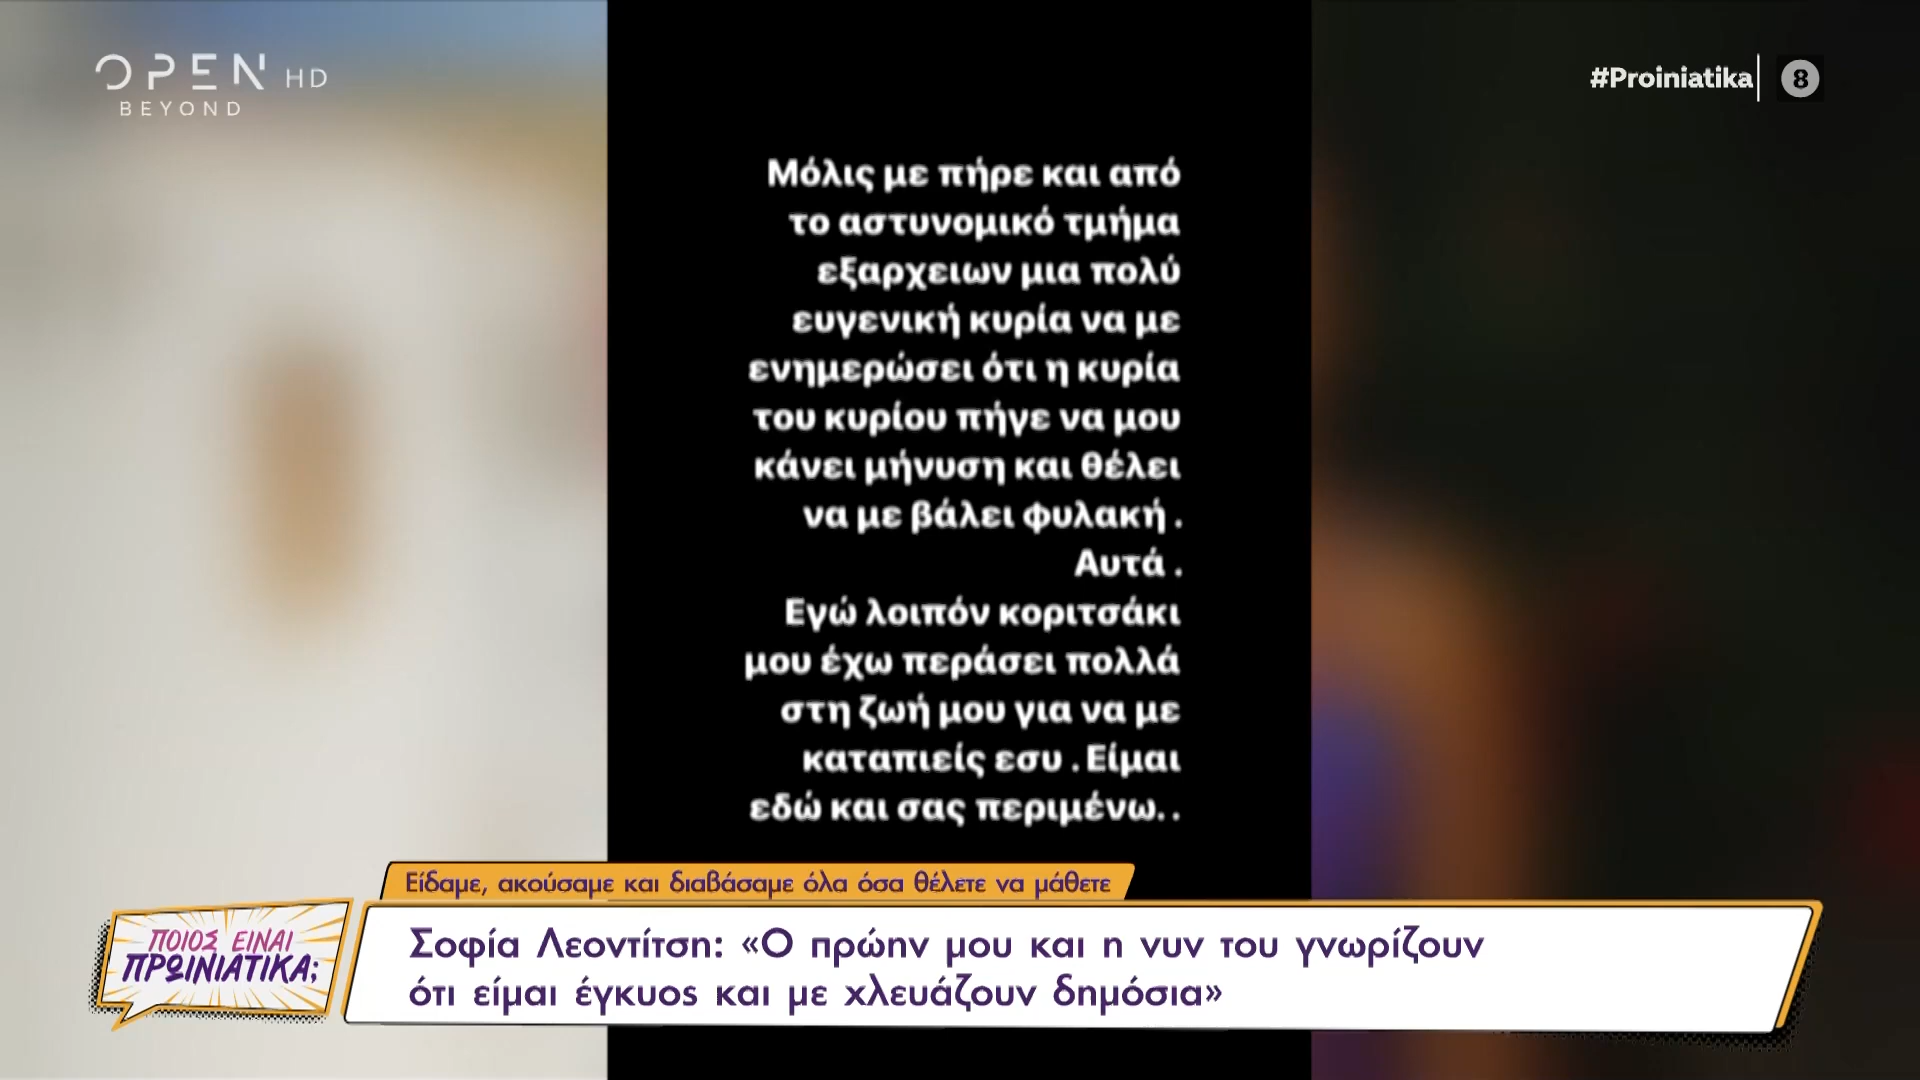 OPEN HD
BEYOND
#Proiniatika
8
Μόλις με πήρε και από
το αστυνομικό τμήμα
εξαρχειων μια πολύ
ευγενική κυρία να με
ενημερώσει ότι η κυρία
του κυρίου πήγε να μου
κάνει μήνυση και θέλει
να με βάλει φυλακή .
Αυτά .
Εγώ λοιπόν κοριτσάκι
μου έχω περάσει πολλά
στη ζωή μου για να με
καταπιείς εσυ . Είμαι
εδώ και σας περιμένω. .
Είδαμε, ακούσαμε και διαβάσαμε όλα όσα θέλετε να μάθετε
ΠΟΙΟΣ ΕΙΝΑΙ
ΠΡΩΙΝΙΑΤΙΚΑ;
Σοφία Λεοντίτση: «Ο πρώην μου και η νυν του γνωρίζουν
ότι είμαι έγκυος και με χλευάζουν δημόσια»